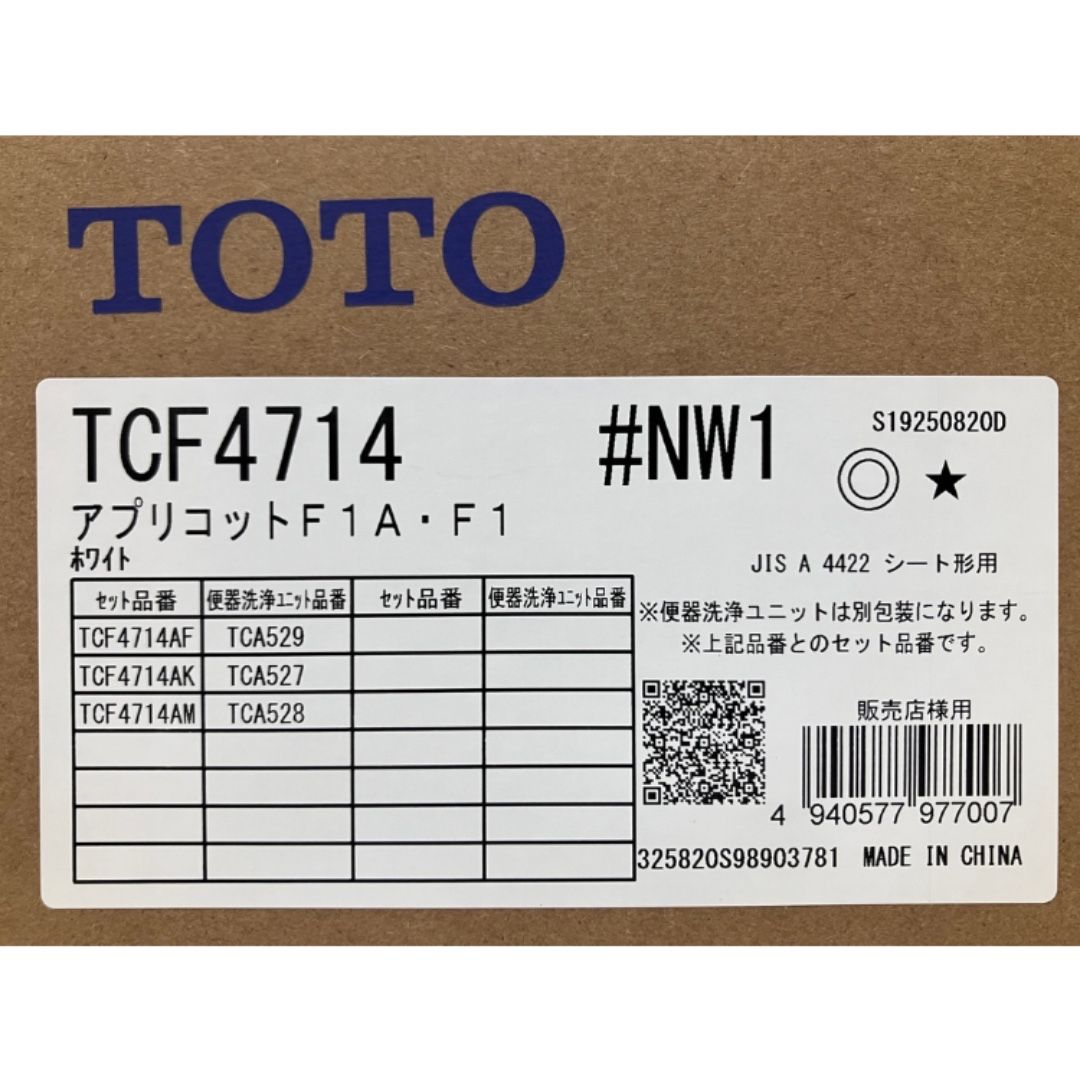 TOTO
TCF4714 #NW1 S19250820D
◎ ★
アプリコットF1A・F1
ホワイト
JIS A 4422 シート形用
セット品番 便器洗浄ユニット品番 セット品番 便器洗浄ユニット品番
TCF4714AF TCA529
TCF4714AK TCA527
TCF4714AM TCA528
※便器洗浄ユニットは別包装になります。
※上記品番とのセット品番です。
販売店様用
4 940577 977007
325820S98903781 MADE IN CHINA